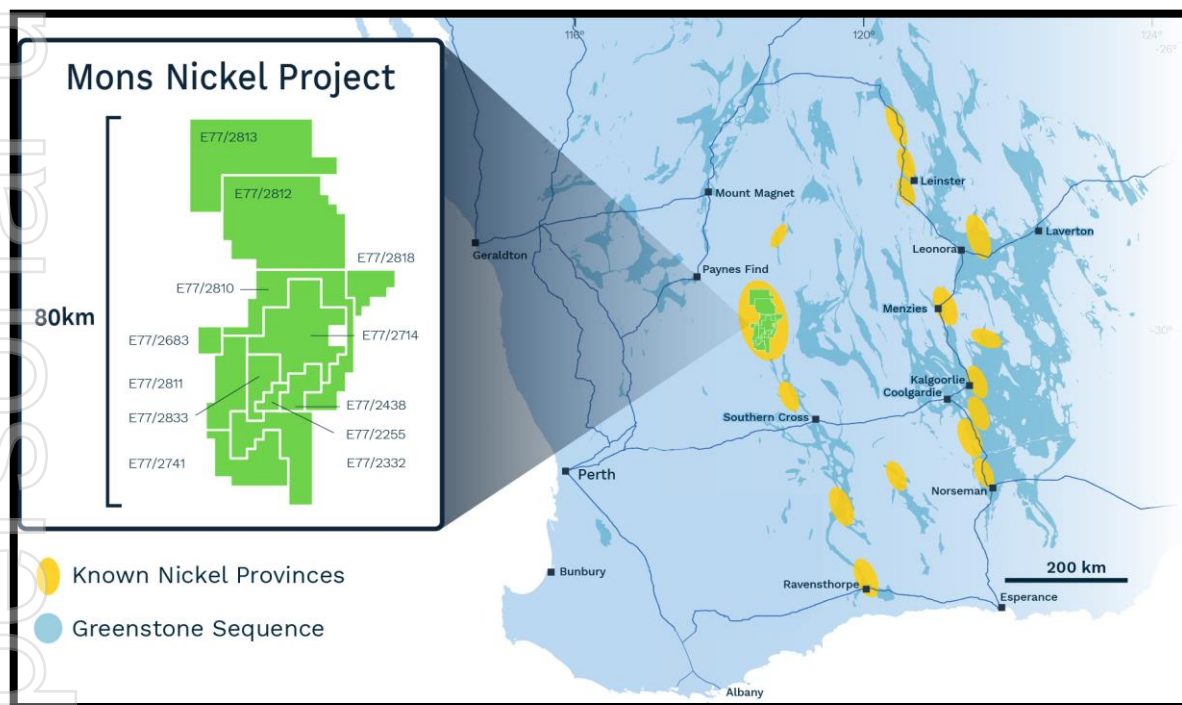 Mons Nickel Project
80km
E77/2813
E77/2812
E77/2818
E77/2810
E77/2714
E77/2683
E77/2811
E77/2833
E77/2438
E77/2255
E77/2741
E77/2332
Known Nickel Provinces
Greenstone Sequence
120°
124°
-26°
Leinster
Mount Magnet
Laverton
Leonora
Geraldton
Paynes Find
Menzies
-30°
Kalgoorlie
Coolgardie
Southern Cross
Perth
Norseman
Bunbury
200 km
Ravensthorpe
Esperance
Albany